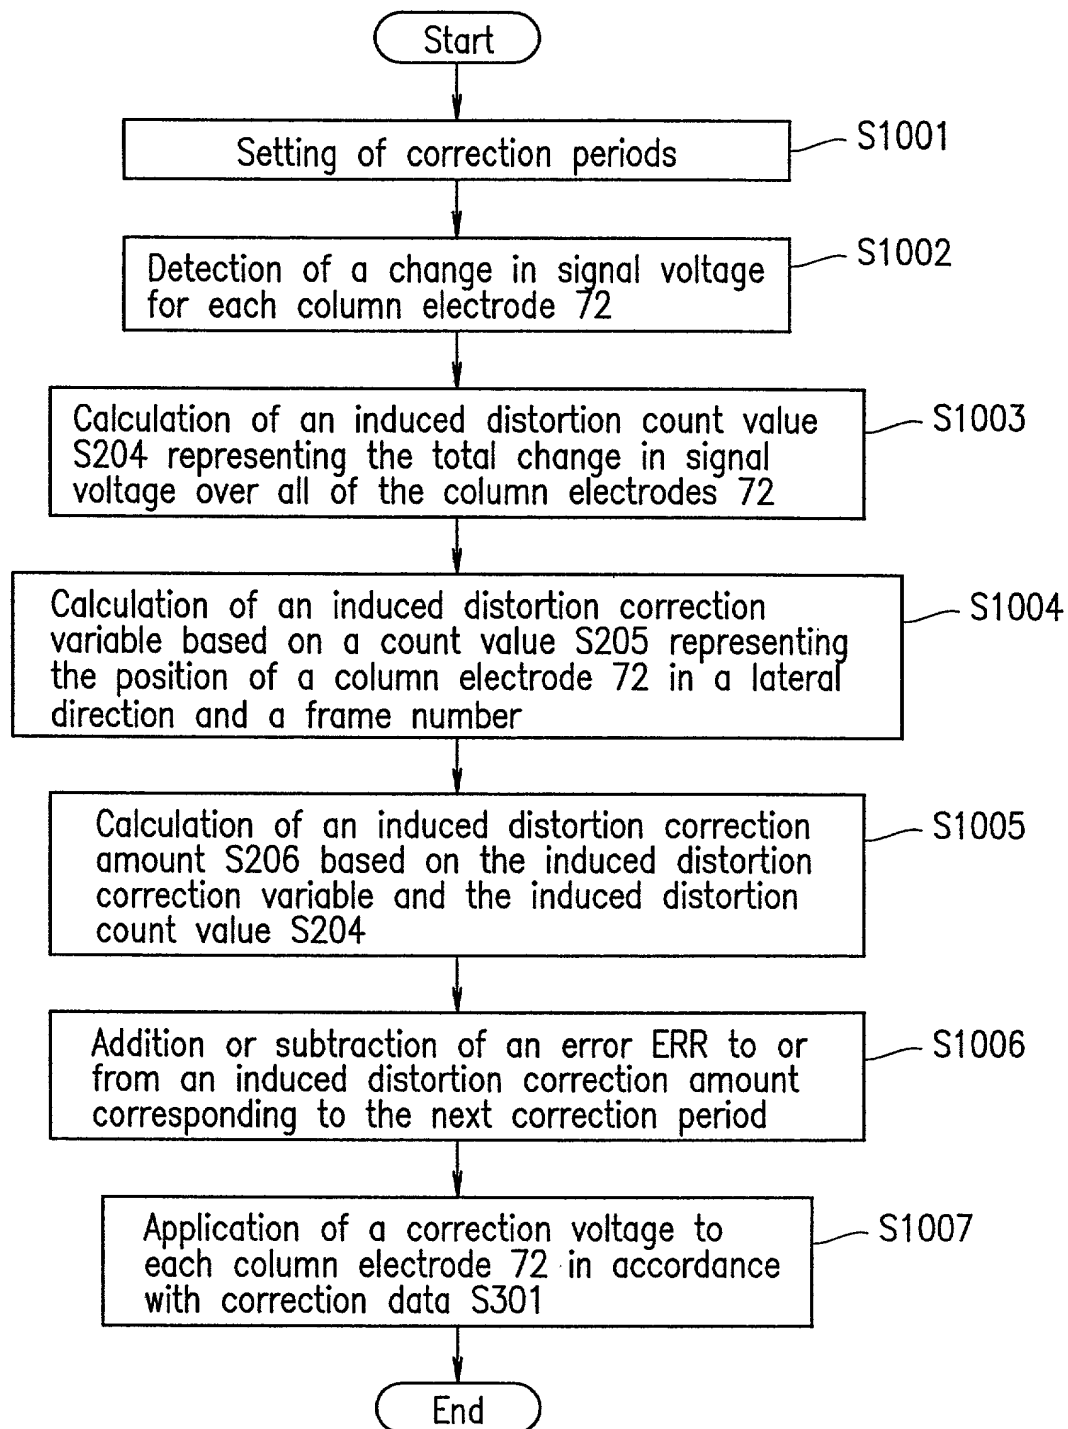 Start
Setting of correction periods
S1001
Detection of a change in signal voltage
for each column electrode 72
S1002
Calculation of an induced distortion count value
S204 representing the total change in signal
voltage over all of the column electrodes 72
S1003
Calculation of an induced distortion correction
variable based on a count value S205 representing
the position of a column electrode 72 in a lateral
direction and a frame number
S1004
Calculation of an induced distortion correction
amount S206 based on the induced distortion
correction variable and the induced distortion
count value S204
S1005
Addition or subtraction of an error ERR to or
from an induced distortion correction amount
corresponding to the next correction period
S1006
Application of a correction voltage to
each column electrode 72 in accordance
with correction data S301
S1007
End